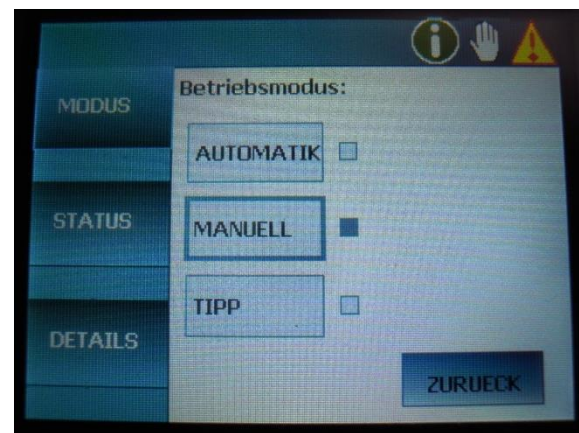 MODUS
STATUS
DETAILS
Betriebsmodus:
AUTOMATIK
MANUELL
TIPP
ZURUECK